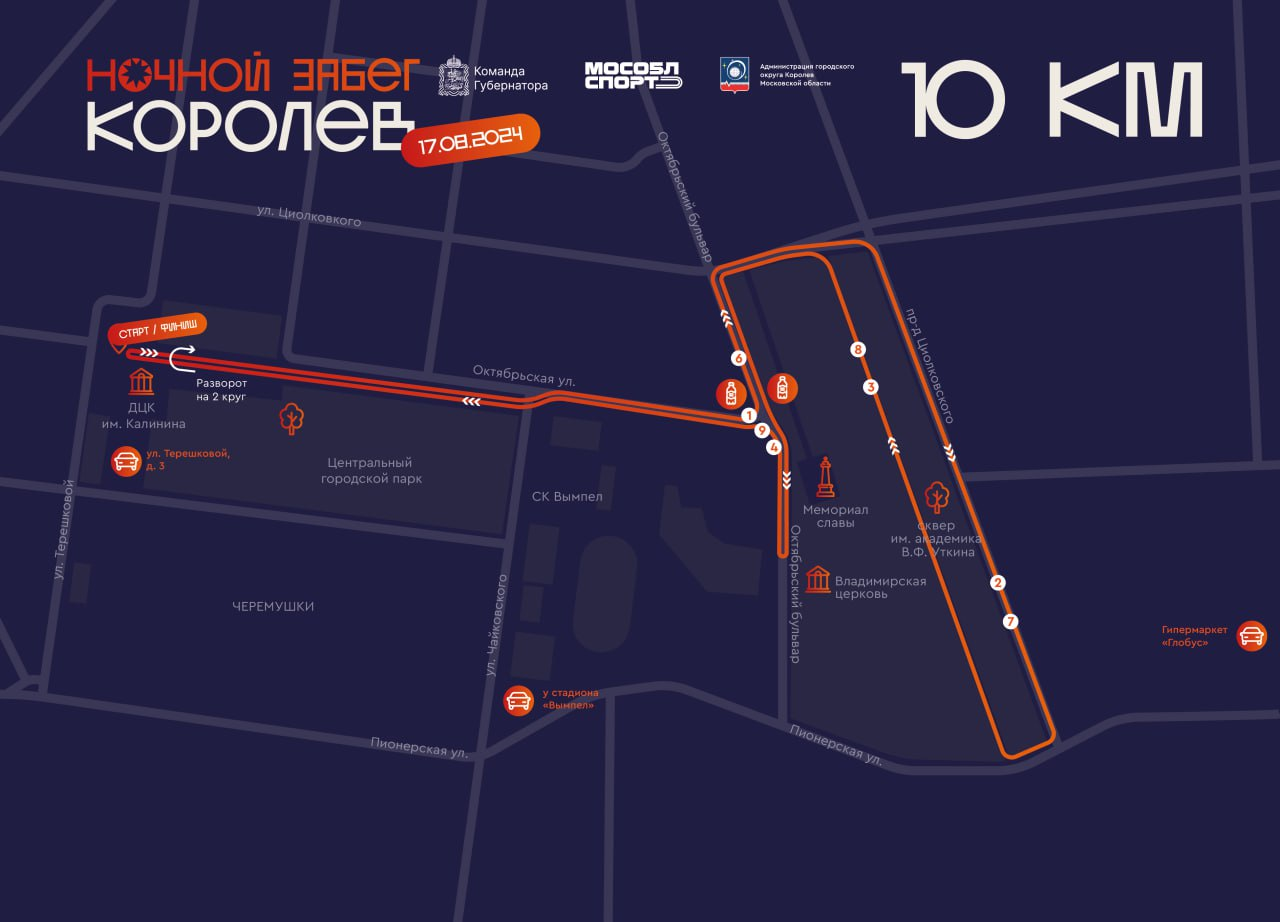 НОЧНОЙ ЗАБЕГ
КОРОЛЕВ
17.08.2024
Команда
Губернатора
МОСОБЛ
СПОРТ
Администрация городского
округа Королев
Московской области
10 КМ
Октябрьский бульвар
ул. Циолковкого
СТАРТ / ФИНИШ
Разворот
на 2 круг
Октябрьская ул.
пр-д Циолковского
ДЦК
им. Калинина
ул. Терешковой,
д. 3
Центральный
городской парк
СК Вымпел
6
8
3
1
9
4
Мемориал
славы
сквер
им. академика
В.Ф. Уткина
ул. Терешковой
Октябрьский бульвар
Владимирская
церковь
2
7
ЧЕРЕМУШКИ
ул. Чайковского
Гипермаркет
«Глобус»
у стадиона
«Вымпел»
Пионерская ул.
Пионерская ул.